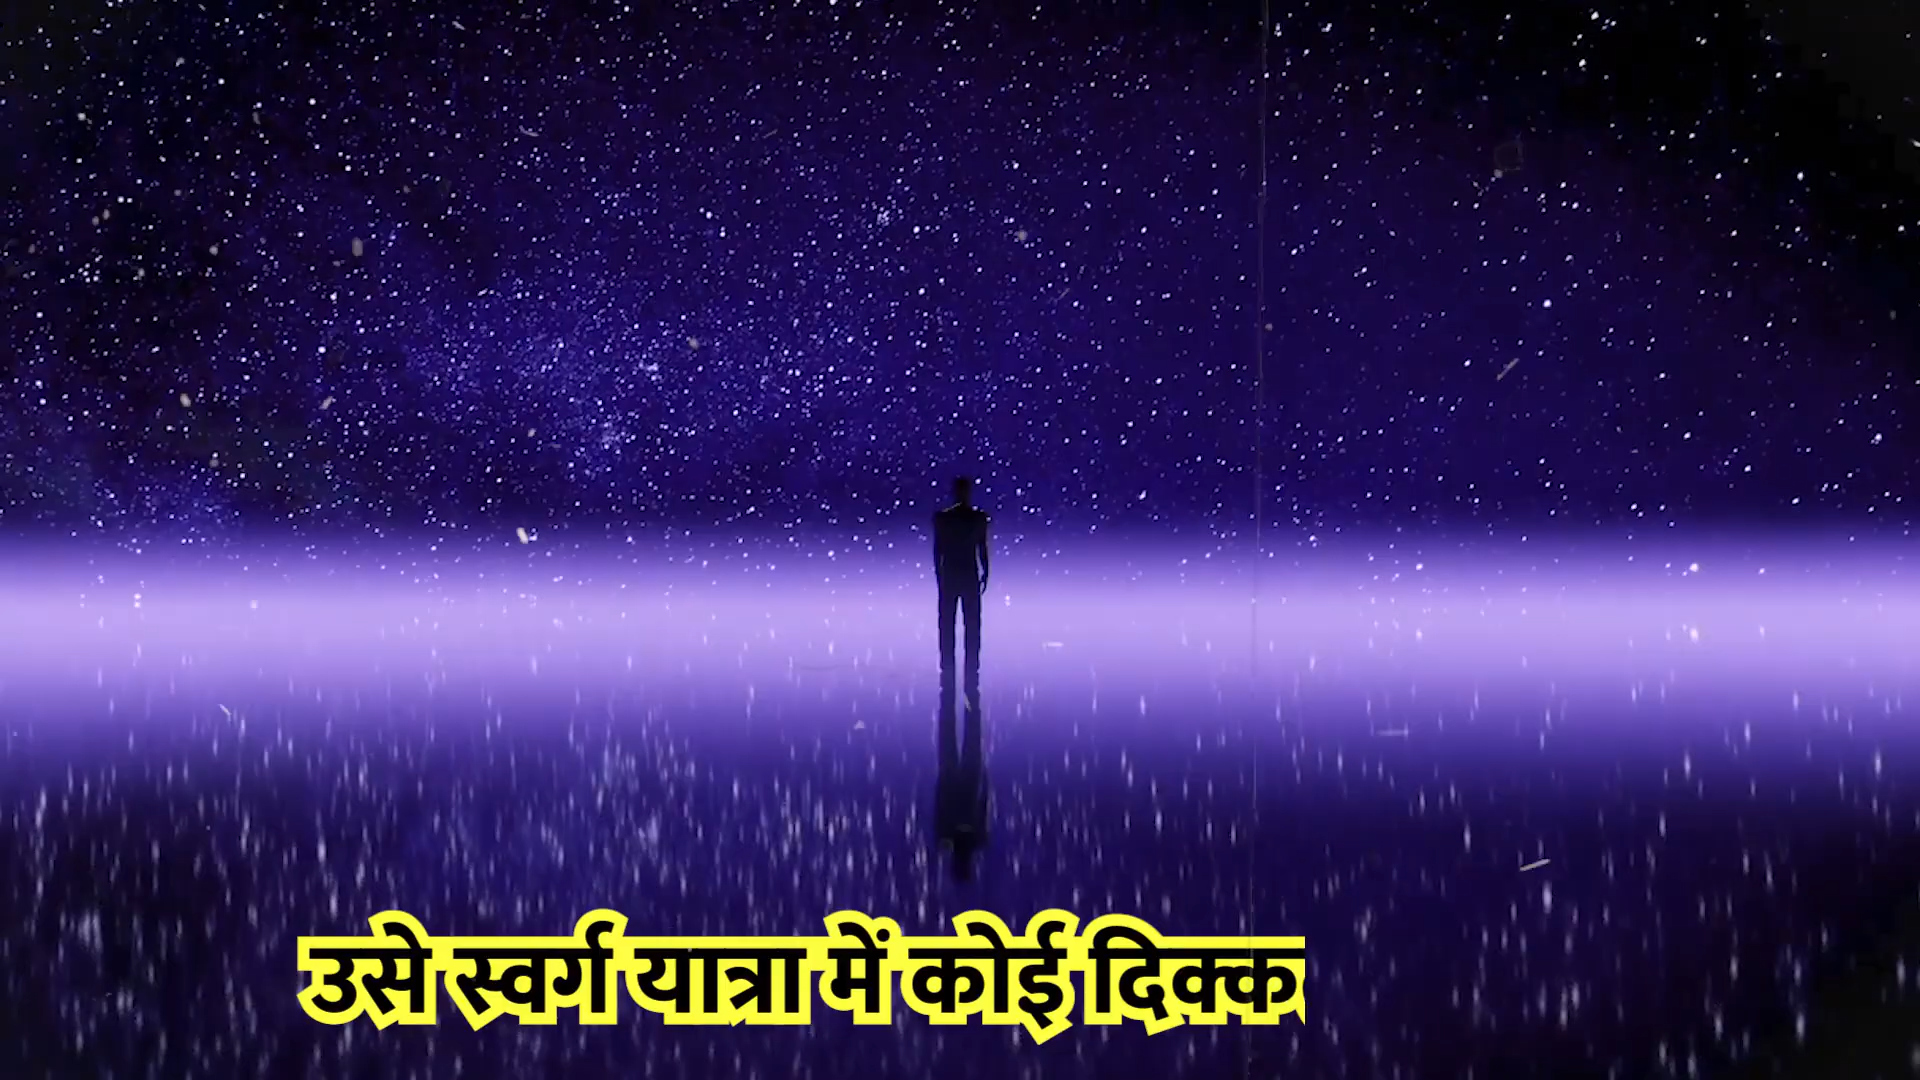 उसे स्वर्ग यात्रा में कोई